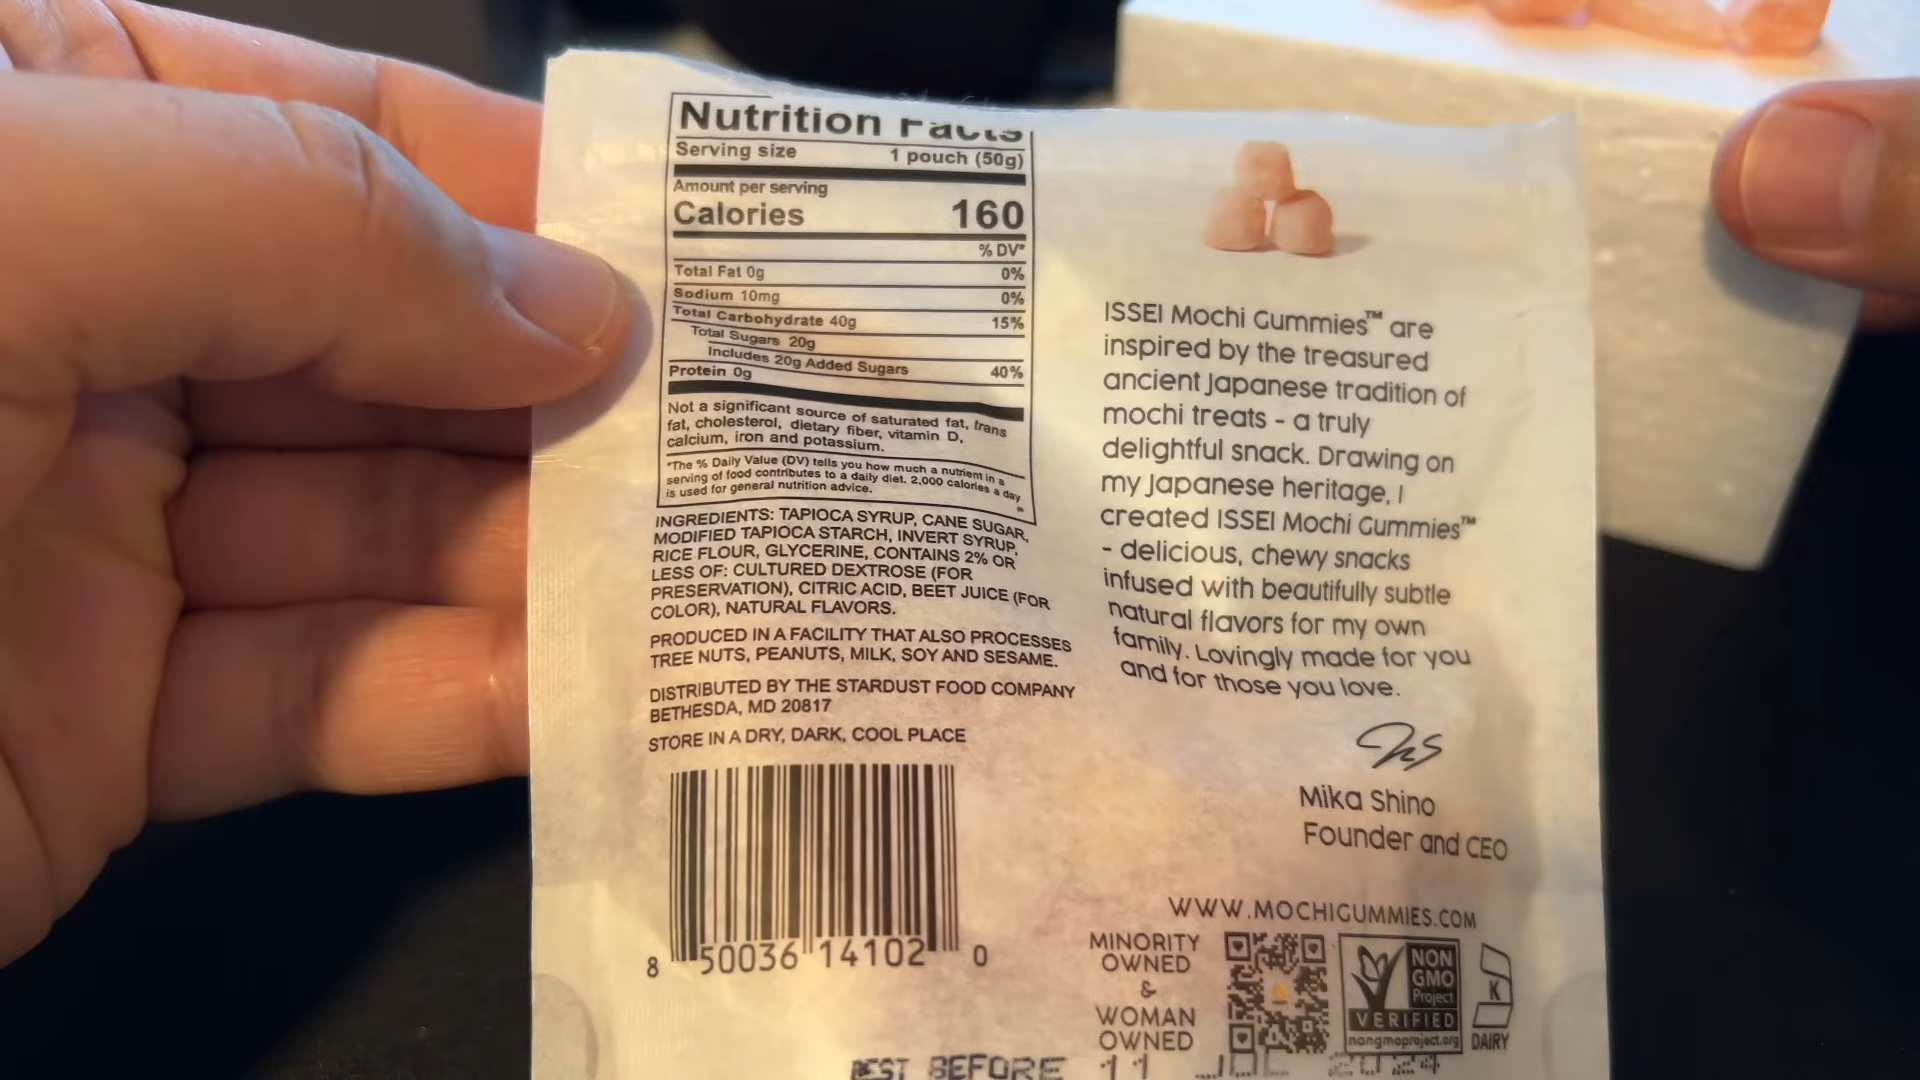 Nutrition Facts
Serving size 1 pouch (50g)
Amount per serving
Calories 160
% DV*
Total Fat 0g 0%
Sodium 10mg 0%
Total Carbohydrate 40g 15%
Total Sugars 20g
Includes 20g Added Sugars 40%
Protein 0g
Not a significant source of saturated fat, trans
fat, cholesterol, dietary fiber, vitamin D,
calcium, iron and potassium.
*The % Daily Value (DV) tells you how much a nutrient in a
serving of food contributes to a daily diet. 2,000 calories a day
is used for general nutrition advice.
INGREDIENTS: TAPIOCA SYRUP, CANE SUGAR,
MODIFIED TAPIOCA STARCH, INVERT SYRUP,
RICE FLOUR, GLYCERINE, CONTAINS 2% OR
LESS OF: CULTURED DEXTROSE (FOR
PRESERVATION), CITRIC ACID, BEET JUICE (FOR
COLOR), NATURAL FLAVORS.
PRODUCED IN A FACILITY THAT ALSO PROCESSES
TREE NUTS, PEANUTS, MILK, SOY AND SESAME.
DISTRIBUTED BY THE STARDUST FOOD COMPANY
BETHESDA, MD 20817
STORE IN A DRY, DARK, COOL PLACE
8 50036 14102 0
ISSEI Mochi Gummies™ are
inspired by the treasured
ancient Japanese tradition of
mochi treats - a truly
delightful snack. Drawing on
my Japanese heritage, I
created ISSEI Mochi Gummies™
- delicious, chewy snacks
infused with beautifully subtle
natural flavors for my own
family. Lovingly made for you
and for those you love.
Mika Shino
Founder and CEO
WWW.MOCHIGUMMIES.COM
MINORITY
OWNED
&
WOMAN
OWNED
NON
GMO
Project
VERIFIED
nongmoproject.org
K
DAIRY
BEST BEFORE 11 JUL 2024